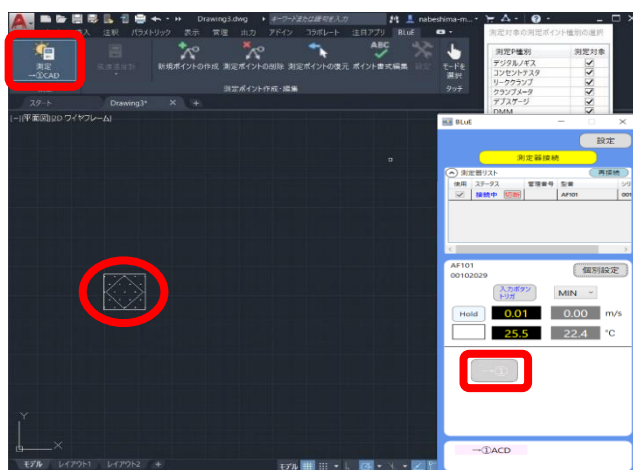 Drawing3.dwg
キーワードまたは語句を入力
nabeshima-m...
挿入 注釈 パラメトリック 表示 管理 出力 アドイン コラボレート 注目アプリ BLuE
測定
→①CAD
新規ポイントの作成 測定ポイントの削除 測定ポイントの復元 ポイント書式編集 設定
モードを
選択
測定ポイント作成・編集
タッチ
測定対象の測定ポイント種別の選択
測定P種別 測定対象
デジタルノギス
コンセントテスタ
リーククランプ
クランプメータ
デプスゲージ
DMM
スタート Drawing3* +
[-][平面図][2D ワイヤフレーム]
BLuE
設定
測定器接続
測定器リスト 再接続
使用 ステータス 管理番号 型番 シリ
接続中 切断 AF101 001
AF101
00102029
個別設定
入力ボタン
トリガ
MIN
Hold 0.01 0.00 m/s
25.5 22.4 °C
→①
→①ACD
Y
X
モデル レイアウト1 レイアウト2 +
モデル